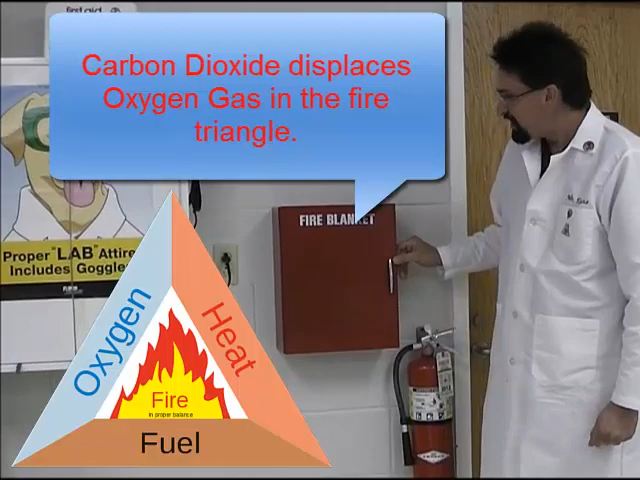 first aid
Carbon Dioxide displaces
Oxygen Gas in the fire
triangle.
FIRE BLANKET
Proper "LAB" Attire
Includes Goggle
Oxygen
Heat
Fire
in proper balance
Fuel